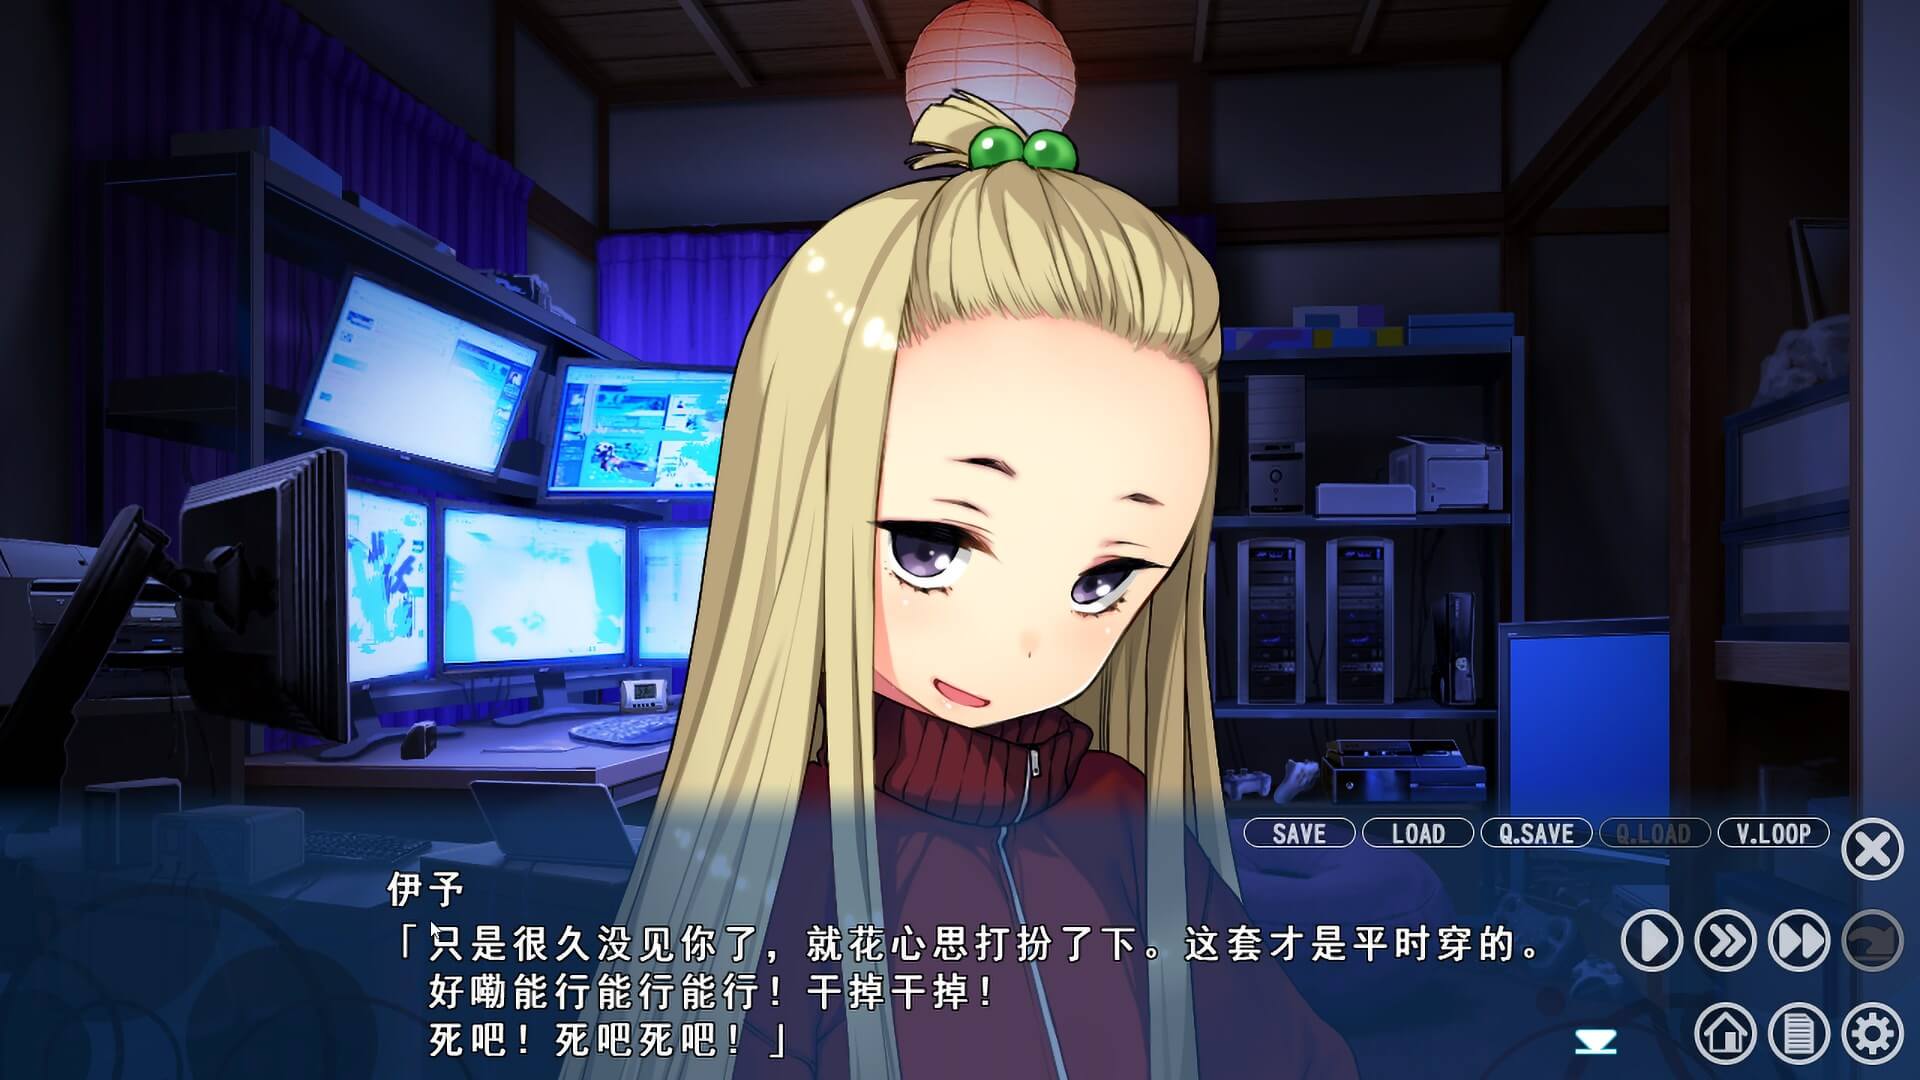 SAVE
LOAD
Q.SAVE
Q.LOAD
V.LOOP
伊予
「只是很久没见你了，就花心思打扮了下。这套才是平时穿的。
好嘞能行能行能行！干掉干掉！
死吧！死吧死吧！」